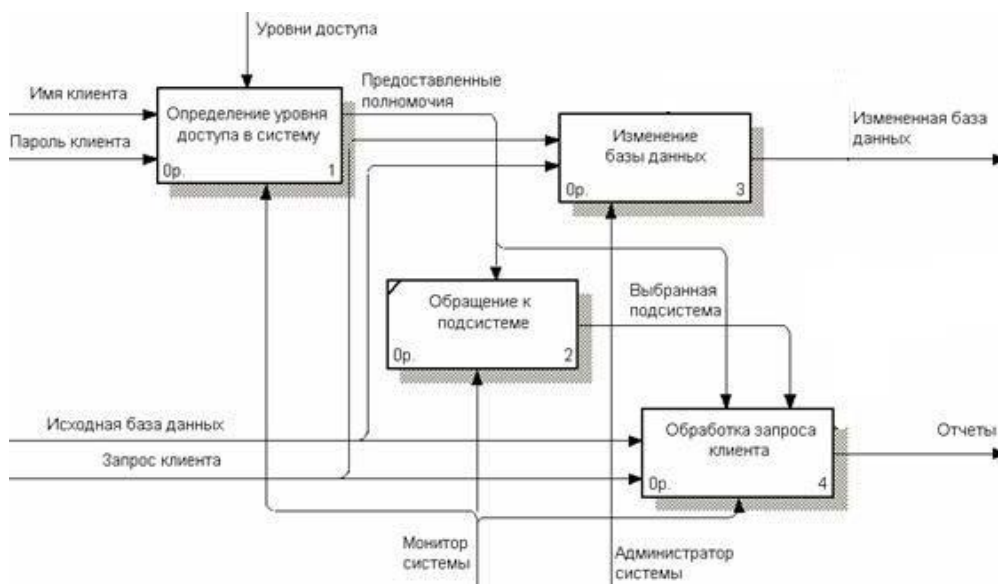 Уровни доступа
Имя клиента
Пароль клиента
Определение уровня
доступа в систему
0р.
1
Предоставленные
полномочия
Изменение
базы данных
0р.
3
Измененная база
данных
Обращение к
подсистеме
0р.
2
Выбранная
подсистема
Исходная база данных
Запрос клиента
Обработка запроса
клиента
0р.
4
Отчеты
Монитор
системы
Администратор
системы